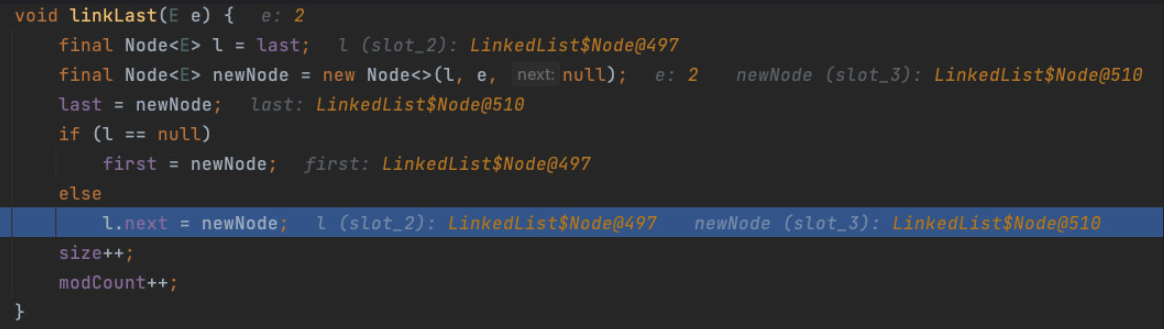 void linkLast(E e) {   e: 2
    final Node<E> l = last;   l (slot_2): LinkedList$Node@497
    final Node<E> newNode = new Node<>(l, e, next: null);   e: 2   newNode (slot_3): LinkedList$Node@510
    last = newNode;   last: LinkedList$Node@510
    if (l == null)
        first = newNode;   first: LinkedList$Node@497
    else
        l.next = newNode;   l (slot_2): LinkedList$Node@497   newNode (slot_3): LinkedList$Node@510
    size++;
    modCount++;
}